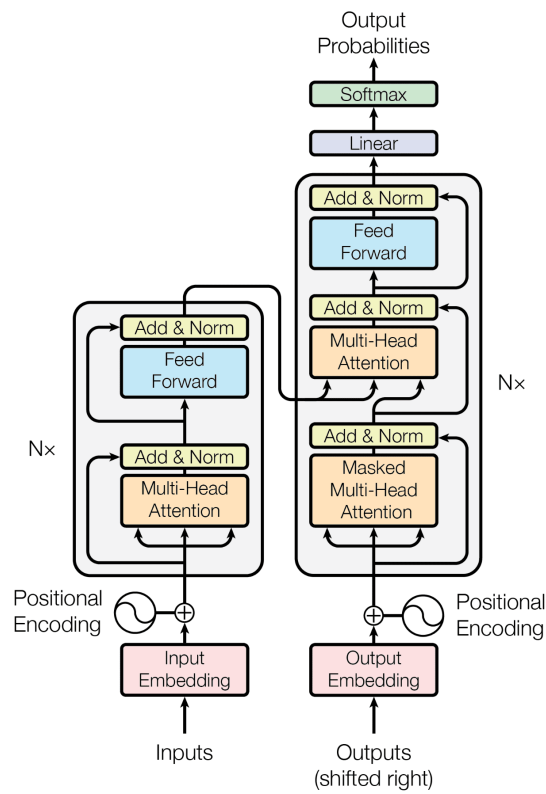 Output
Probabilities
Softmax
Linear
Add & Norm
Feed
Forward
Add & Norm
Multi-Head
Attention
N×
Add & Norm
Masked
Multi-Head
Attention
Add & Norm
Feed
Forward
N×
Add & Norm
Multi-Head
Attention
Positional
Encoding
Positional
Encoding
Input
Embedding
Output
Embedding
Inputs
Outputs
(shifted right)